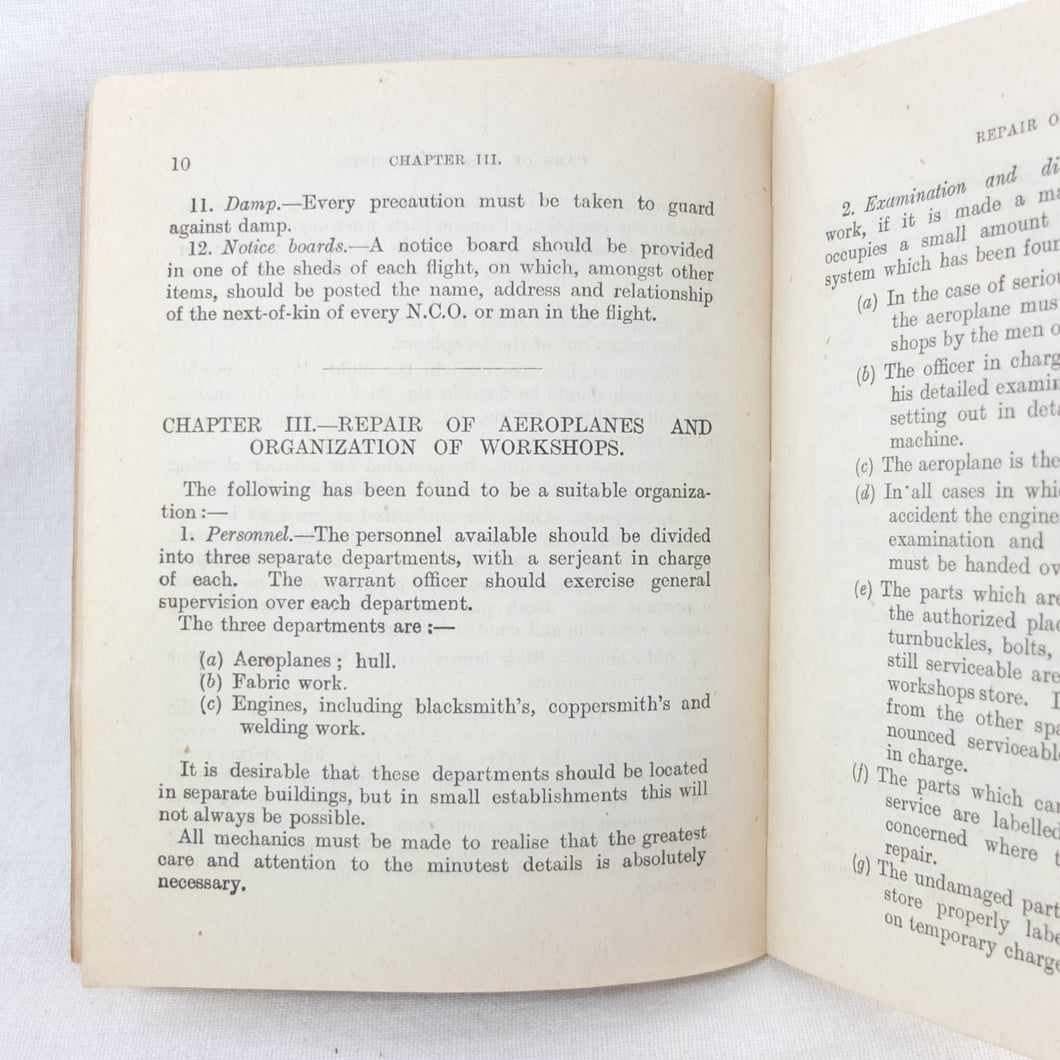 10
CHAPTER III.
11. Damp.—Every precaution must be taken to guard
against damp.
12. Notice boards.—A notice board should be provided
in one of the sheds of each flight, on which, amongst other
items, should be posted the name, address and relationship
of the next-of-kin of every N.C.O. or man in the flight.
CHAPTER III.—REPAIR OF AEROPLANES AND
ORGANIZATION OF WORKSHOPS.
The following has been found to be a suitable organiza-
tion:—
1. Personnel.—The personnel available should be divided
into three separate departments, with a serjeant in charge
of each. The warrant officer should exercise general
supervision over each department.
The three departments are:—
(a) Aeroplanes; hull.
(b) Fabric work.
(c) Engines, including blacksmith's, coppersmith's and
welding work.
It is desirable that these departments should be located
in separate buildings, but in small establishments this will
not always be possible.
All mechanics must be made to realise that the greatest
care and attention to the minutest details is absolutely
necessary.
REPAIR O
2. Examination and di
work, if it is made a ma
occupies a small amount
system which has been foun
(a) In the case of seriou
the aeroplane mus
shops by the men o
(b) The officer in charg
his detailed examin
setting out in deta
machine.
(c) The aeroplane is the
(d) In all cases in whic
accident the engine
examination and
must be handed ov
(e) The parts which are
the authorized plac
turnbuckles, bolts,
still serviceable are
workshops store. I
from the other spa
nounced serviceable
in charge.
(f) The parts which can
service are labelled
concerned where t
repair.
(g) The undamaged part
store properly labe
on temporary charge